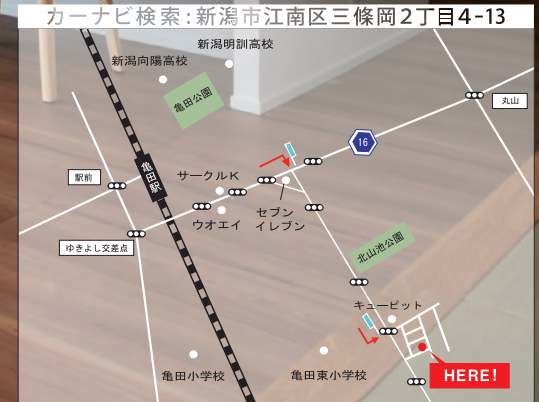 カーナビ検索:新潟市江南区三條岡2丁目4-13
新潟明訓高校
新潟向陽高校
亀田公園
丸山
16
亀田駅
駅前
サークルK
セブン
イレブン
ウオエイ
ゆきよし交差点
北山池公園
キューピット
亀田小学校
亀田東小学校
HERE!